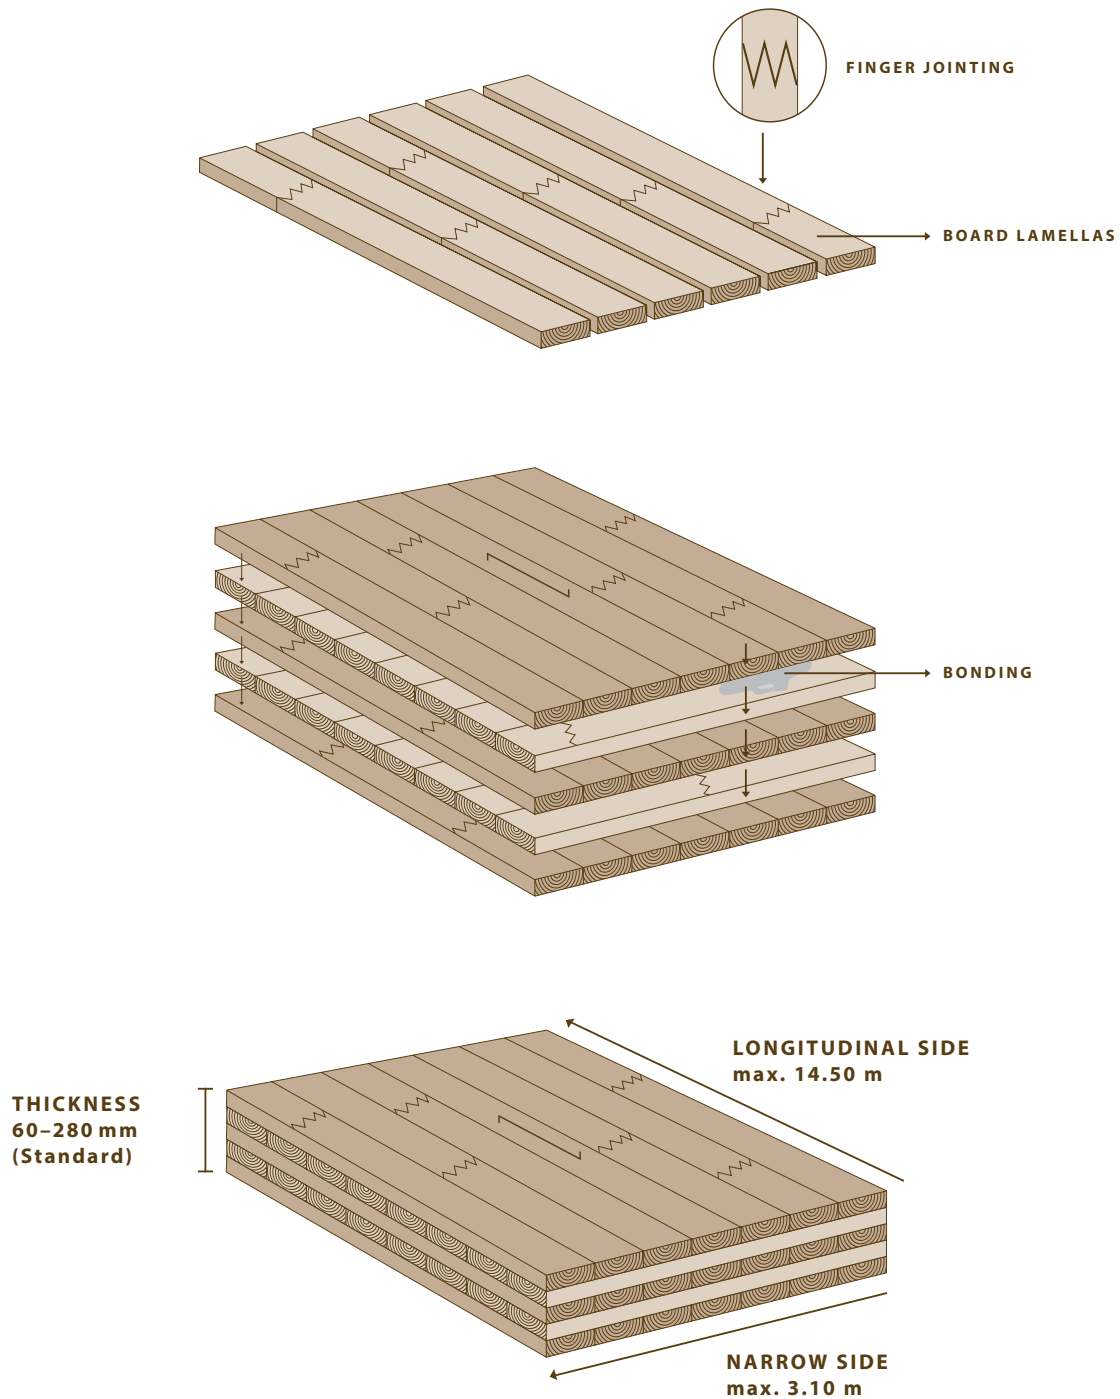 FINGER JOINTING
BOARD LAMELLAS
BONDING
LONGITUDINAL SIDE
max. 14.50 m
THICKNESS
60–280 mm
(Standard)
NARROW SIDE
max. 3.10 m